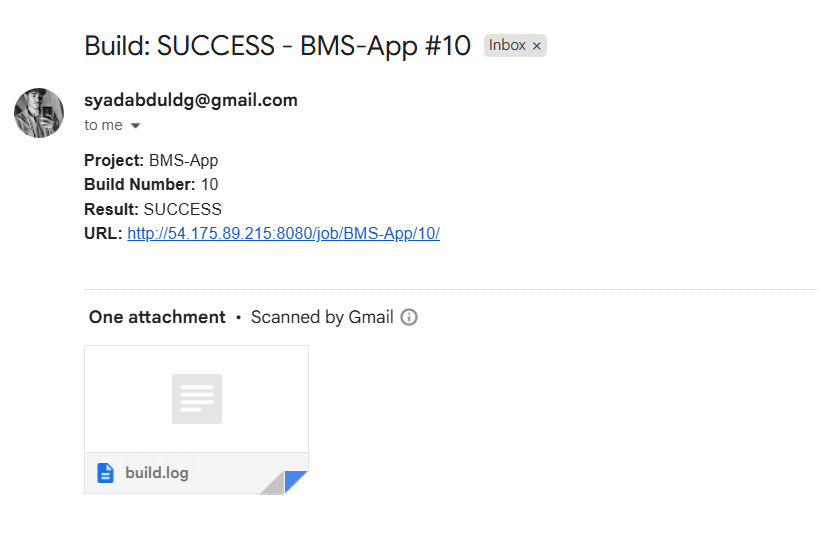 Build: SUCCESS - BMS-App #10 Inbox ×
syadabduldg@gmail.com
to me
Project: BMS-App
Build Number: 10
Result: SUCCESS
URL: http://54.175.89.215:8080/job/BMS-App/10/
One attachment • Scanned by Gmail
build.log